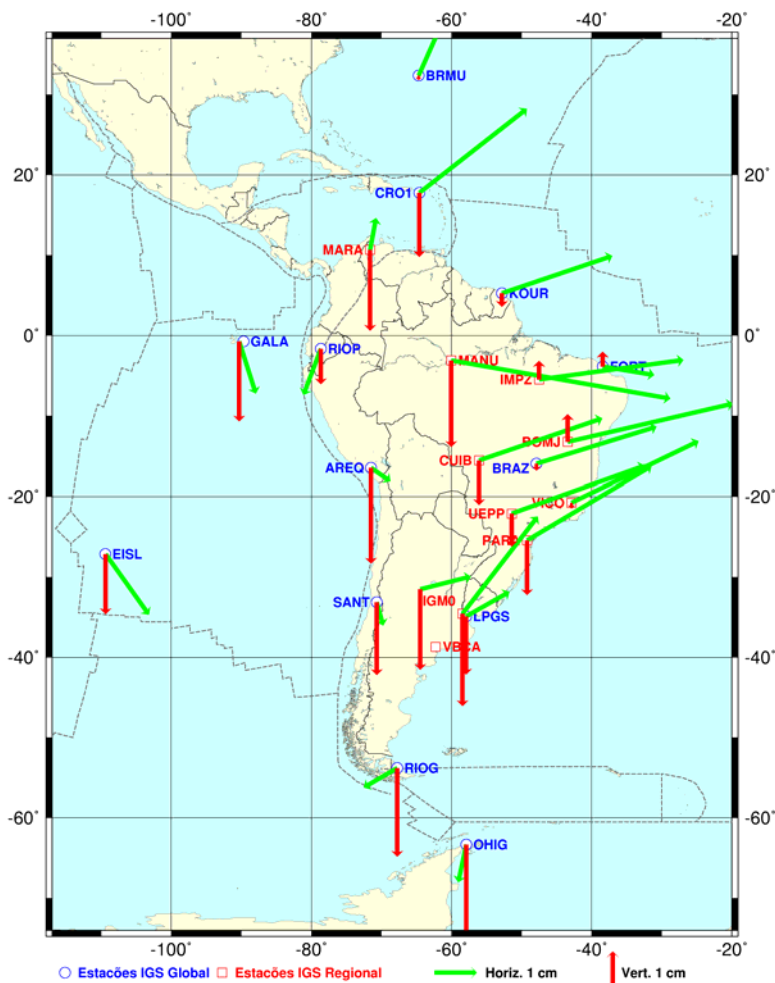 -100° -80° -60° -40° -20°
BRMU
20° 20°
CRO1
MARA
KOUR
0° 0°
GALA RIOP MANU FORT
IMPZ
BOMJ
CUIB BRAZ
AREQ
-20° -20°
UEPP VICO
PARA
EISL
SANT IGM0 LPGS
VBCA
-40° -40°
RIOG
-60° -60°
OHIG
-100° -80° -60° -40° -20°
Estacões IGS Global Estacões IGS Regional Horiz. 1 cm Vert. 1 cm